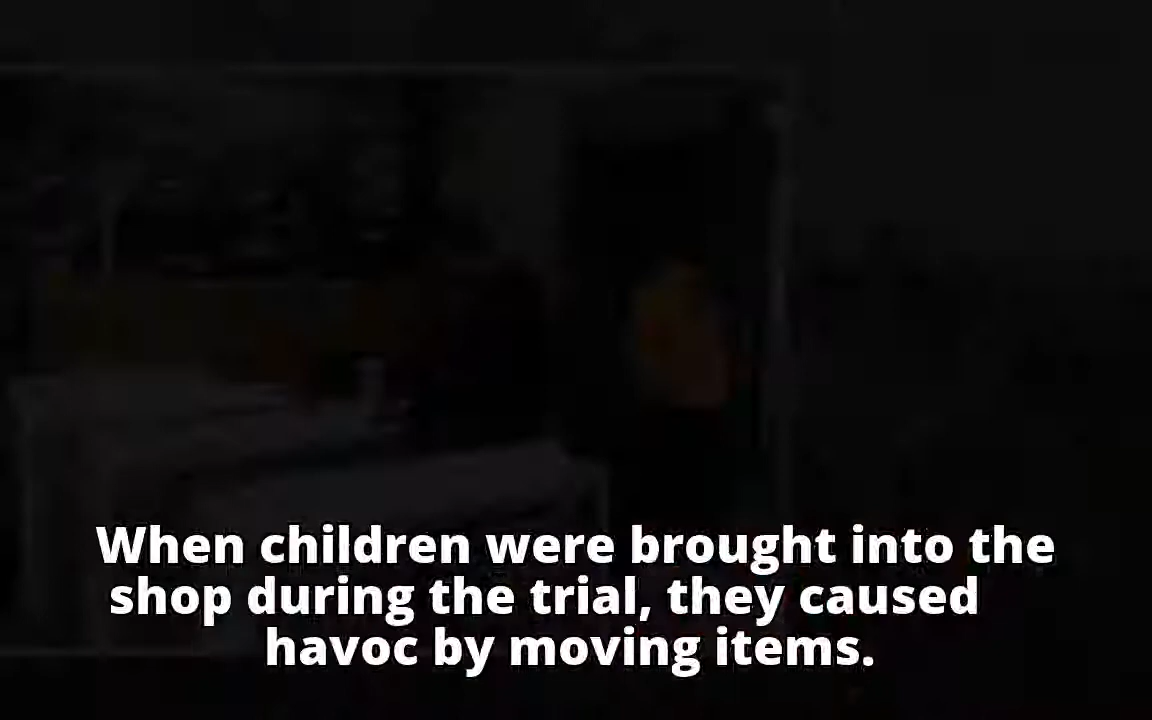 When children were brought into the
shop during the trial, they caused
havoc by moving items.